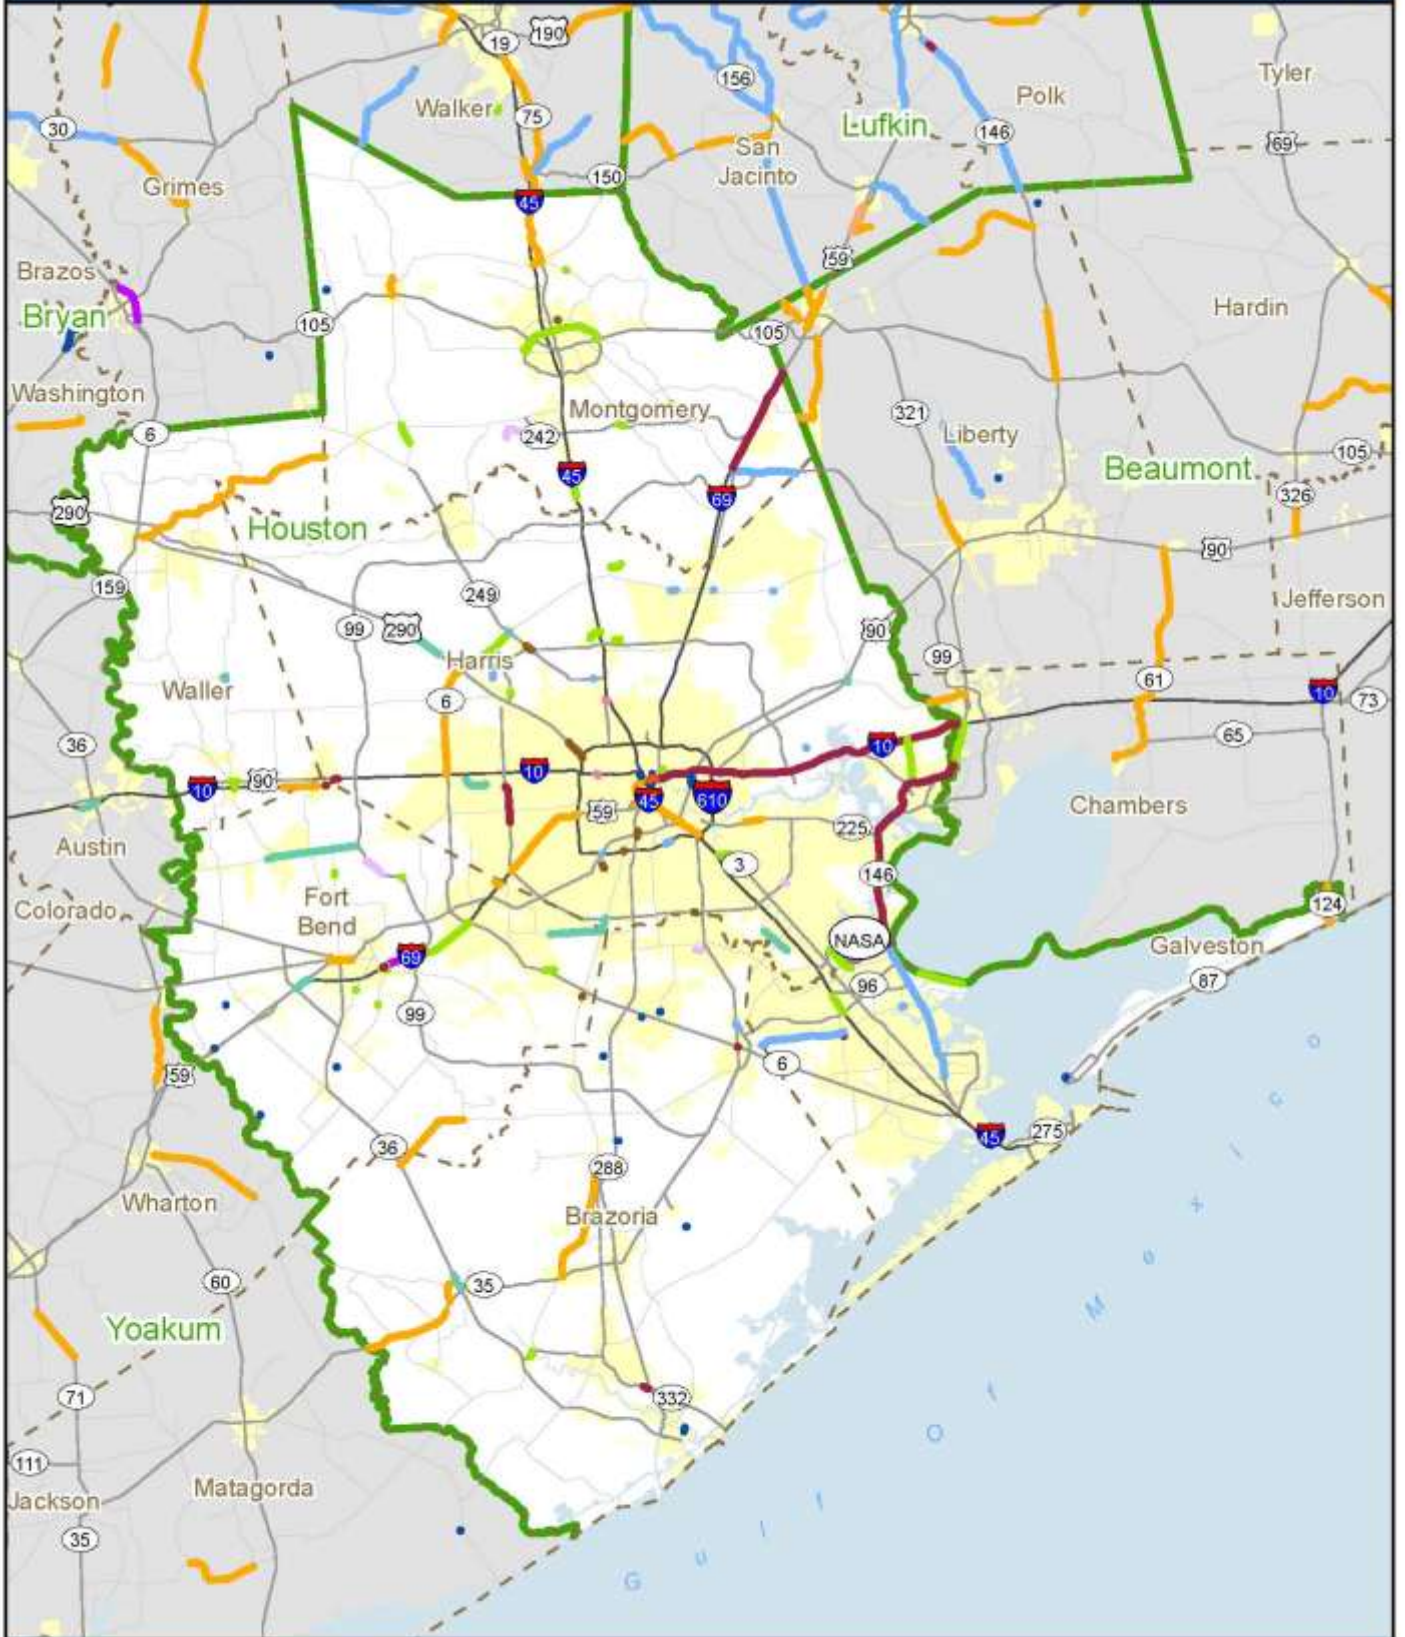 19
190
156
Tyler
Walker
75
Lufkin
Polk
146
30
San
Jacinto
69
Grimes
150
45
59
Brazos
Bryan
105
105
Hardin
Washington
Montgomery
321
6
242
Liberty
45
Beaumont
105
69
326
290
Houston
90
159
249
Jefferson
99
290
90
Harris
99
61
Waller
6
10
73
36
10
65
10
90
10
45
610
59
225
Chambers
Austin
3
146
Fort
Bend
Colorado
124
NASA
69
Galveston
96
87
99
6
59
36
45
275
288
Wharton
Brazoria
60
35
Yoakum
71
332
111
Jackson
Matagorda
35
Gulf Of Mexico